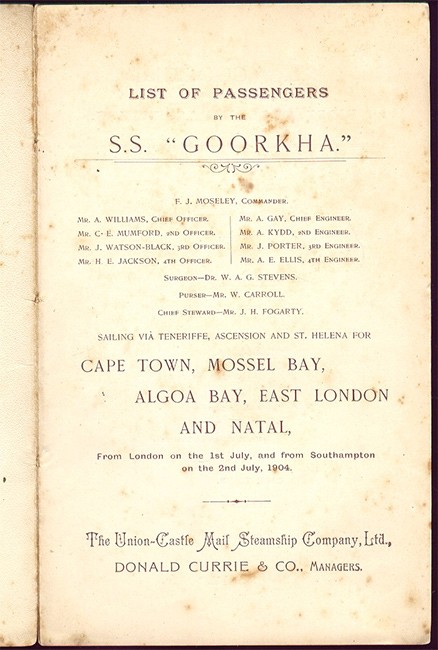 LIST OF PASSENGERS
BY THE
S.S. "GOORKHA."
F. J. MOSELEY, COMMANDER.
MR. A. WILLIAMS, CHIEF OFFICER.
MR. C. E. MUMFORD, 2ND OFFICER.
MR. J. WATSON-BLACK, 3RD OFFICER.
MR. H. E. JACKSON, 4TH OFFICER.
MR. A. GAY, CHIEF ENGINEER.
MR. A. KYDD, 2ND ENGINEER.
MR. J. PORTER, 3RD ENGINEER.
MR. A. E. ELLIS, 4TH ENGINEER.
SURGEON—DR. W. A. G. STEVENS.
PURSER—MR. W. CARROLL.
CHIEF STEWARD—MR. J. H. FOGARTY.
SAILING VIÂ TENERIFFE, ASCENSION AND ST. HELENA FOR
CAPE TOWN, MOSSEL BAY,
ALGOA BAY, EAST LONDON
AND NATAL,
From London on the 1st July, and from Southampton
on the 2nd July, 1904.
The Union-Castle Mail Steamship Company, Ltd.,
DONALD CURRIE & CO., MANAGERS.